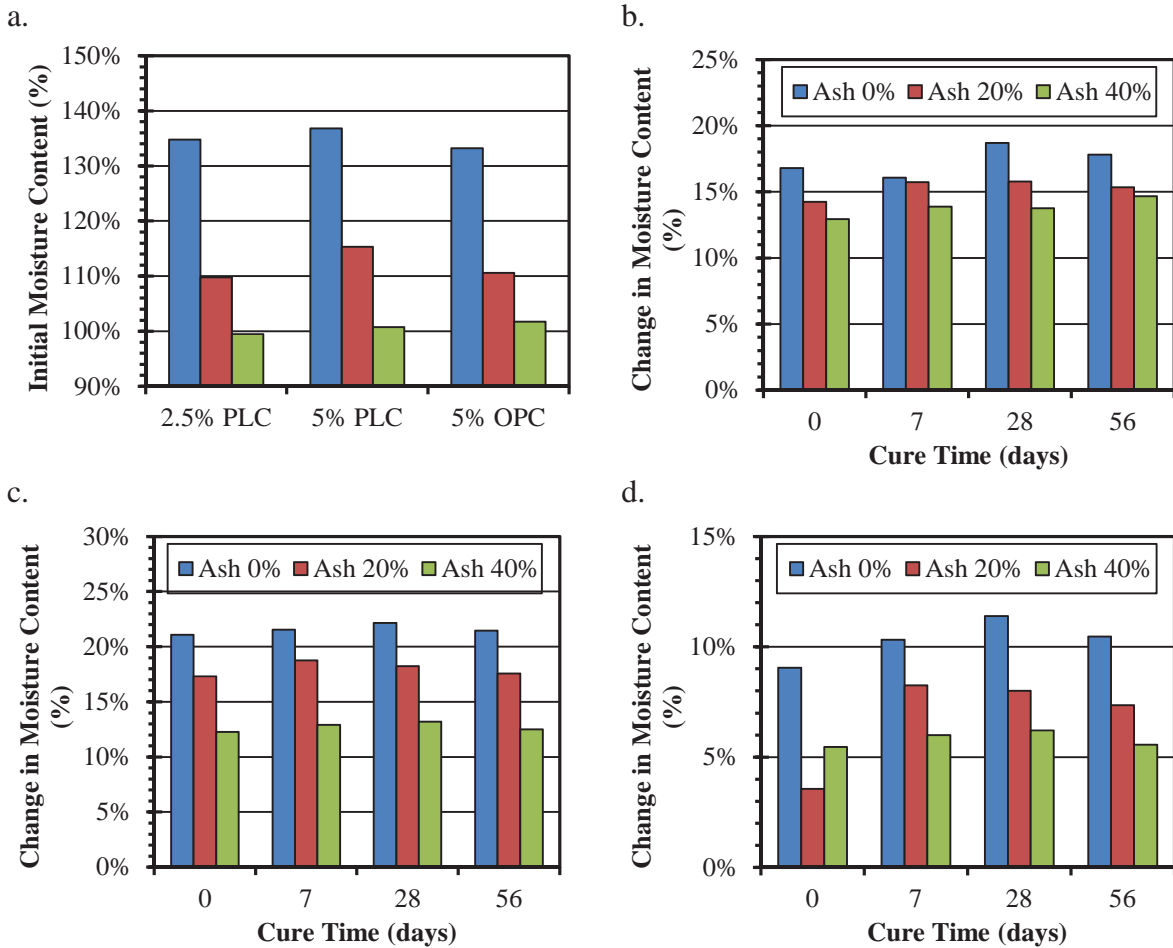 a.
Initial Moisture Content (%)
150%
140%
130%
120%
110%
100%
90%
2.5% PLC 5% PLC 5% OPC
b.
Change in Moisture Content
(%)
25%
20%
15%
10%
5%
0%
Ash 0% Ash 20% Ash 40%
0 7 28 56
Cure Time (days)
c.
Change in Moisture Content
(%)
30%
25%
20%
15%
10%
5%
0%
Ash 0% Ash 20% Ash 40%
0 7 28 56
Cure Time (days)
d.
Change in Moisture Content
(%)
15%
10%
5%
0%
Ash 0% Ash 20% Ash 40%
0 7 28 56
Cure Time (days)